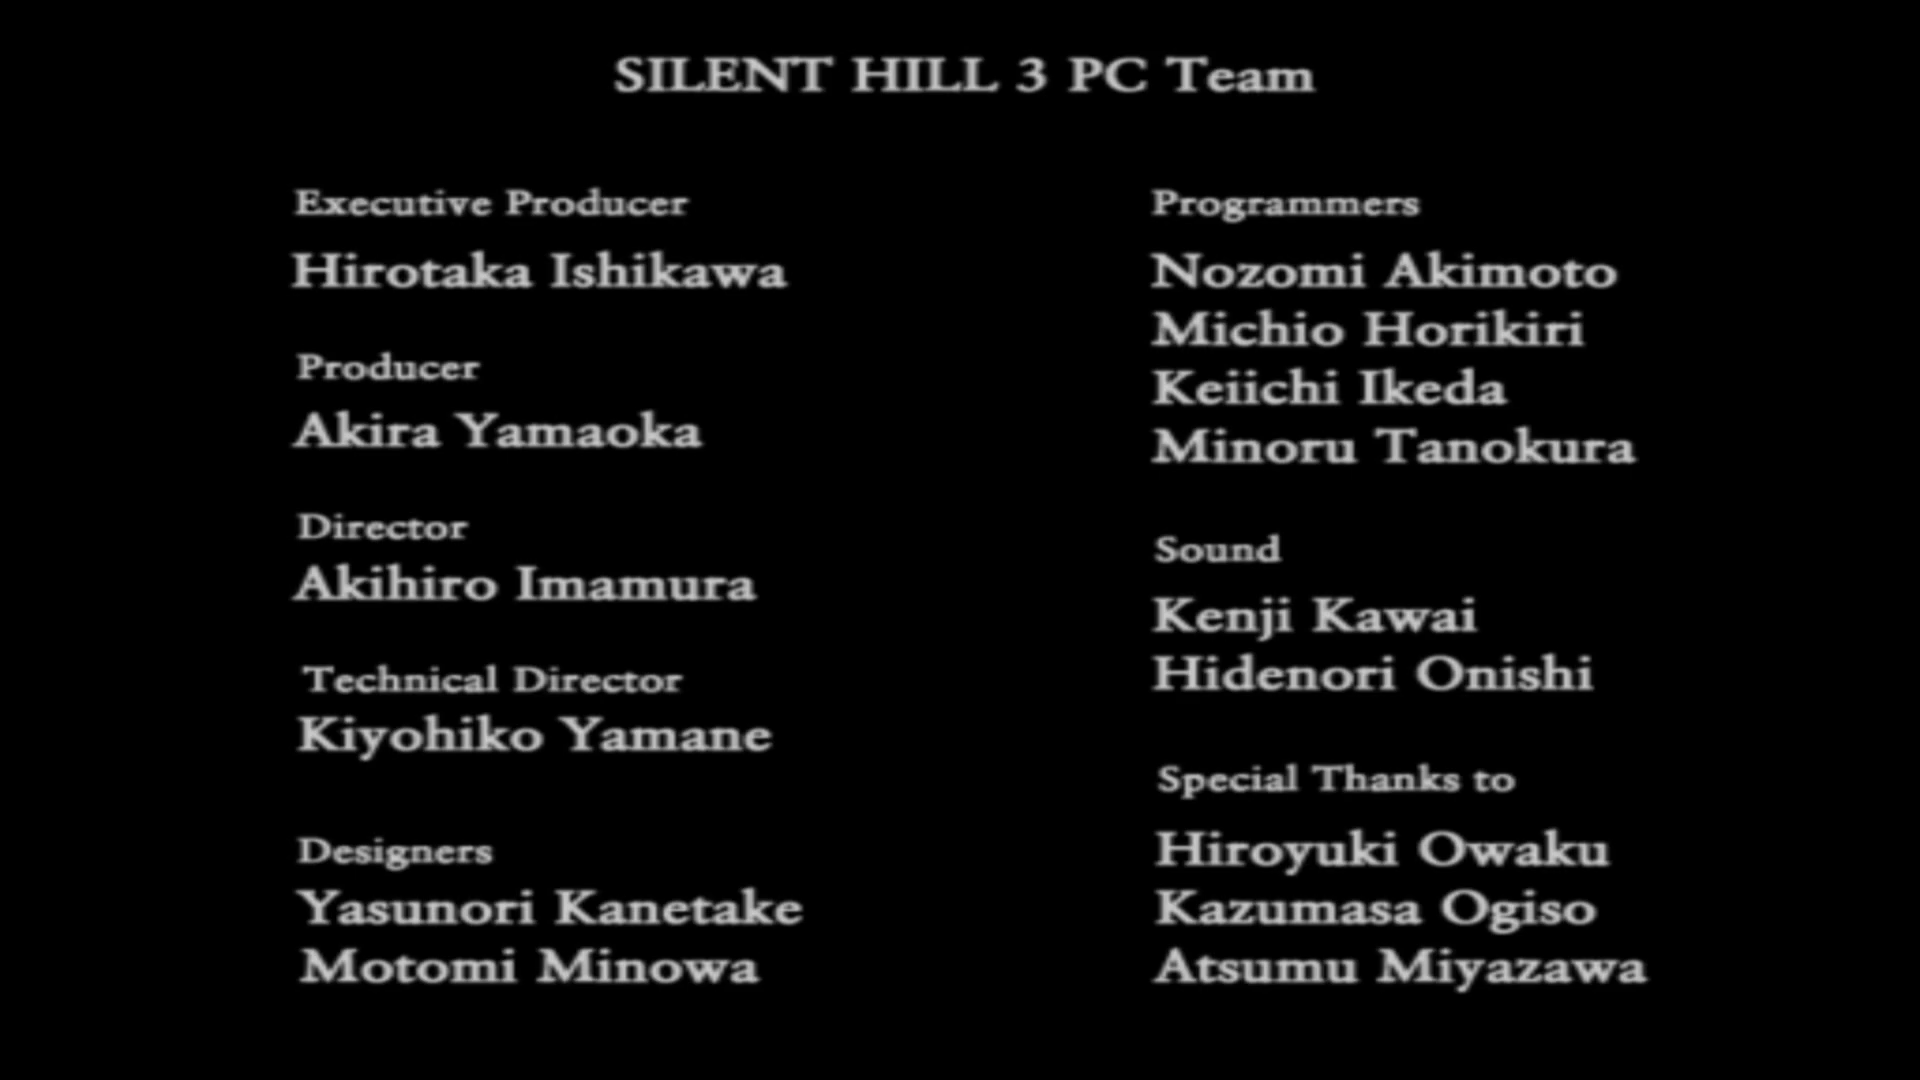 SILENT HILL 3 PC Team
Executive Producer
Hirotaka Ishikawa
Producer
Akira Yamaoka
Director
Akihiro Imamura
Technical Director
Kiyohiko Yamane
Designers
Yasunori Kanetake
Motomi Minowa
Programmers
Nozomi Akimoto
Michio Horikiri
Keiichi Ikeda
Minoru Tanokura
Sound
Kenji Kawai
Hidenori Onishi
Special Thanks to
Hiroyuki Owaku
Kazumasa Ogiso
Atsumu Miyazawa